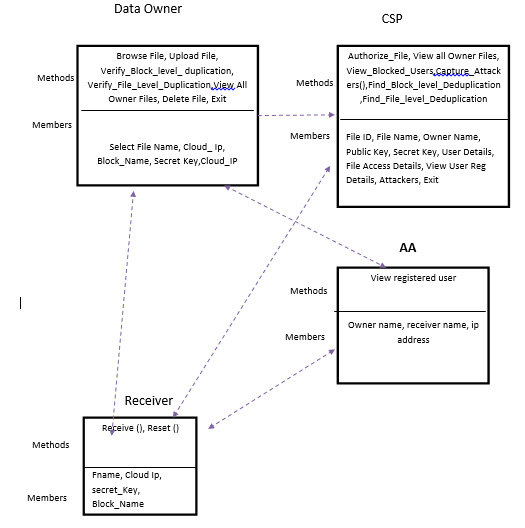 Data Owner
CSP
Methods
Browse File, Upload File,
Verify_Block_level_ duplication,
Verify_File_Level_Duplication,View All
Owner Files, Delete File, Exit
Members
Select File Name, Cloud_ Ip,
Block_Name, Secret Key,Cloud_IP
Methods
Authorize_File, View all Owner Files,
View_Blocked_Users,Capture_Attack
ers(),Find_Block_level_Deduplication
,Find_File_level_Deduplication
Members
File ID, File Name, Owner Name,
Public Key, Secret Key, User Details,
File Access Details, View User Reg
Details, Attackers, Exit
AA
Methods
View registered user
Members
Owner name, receiver name, ip
address
Receiver
Methods
Receive (), Reset ()
Members
Fname, Cloud Ip,
secret_Key,
Block_Name